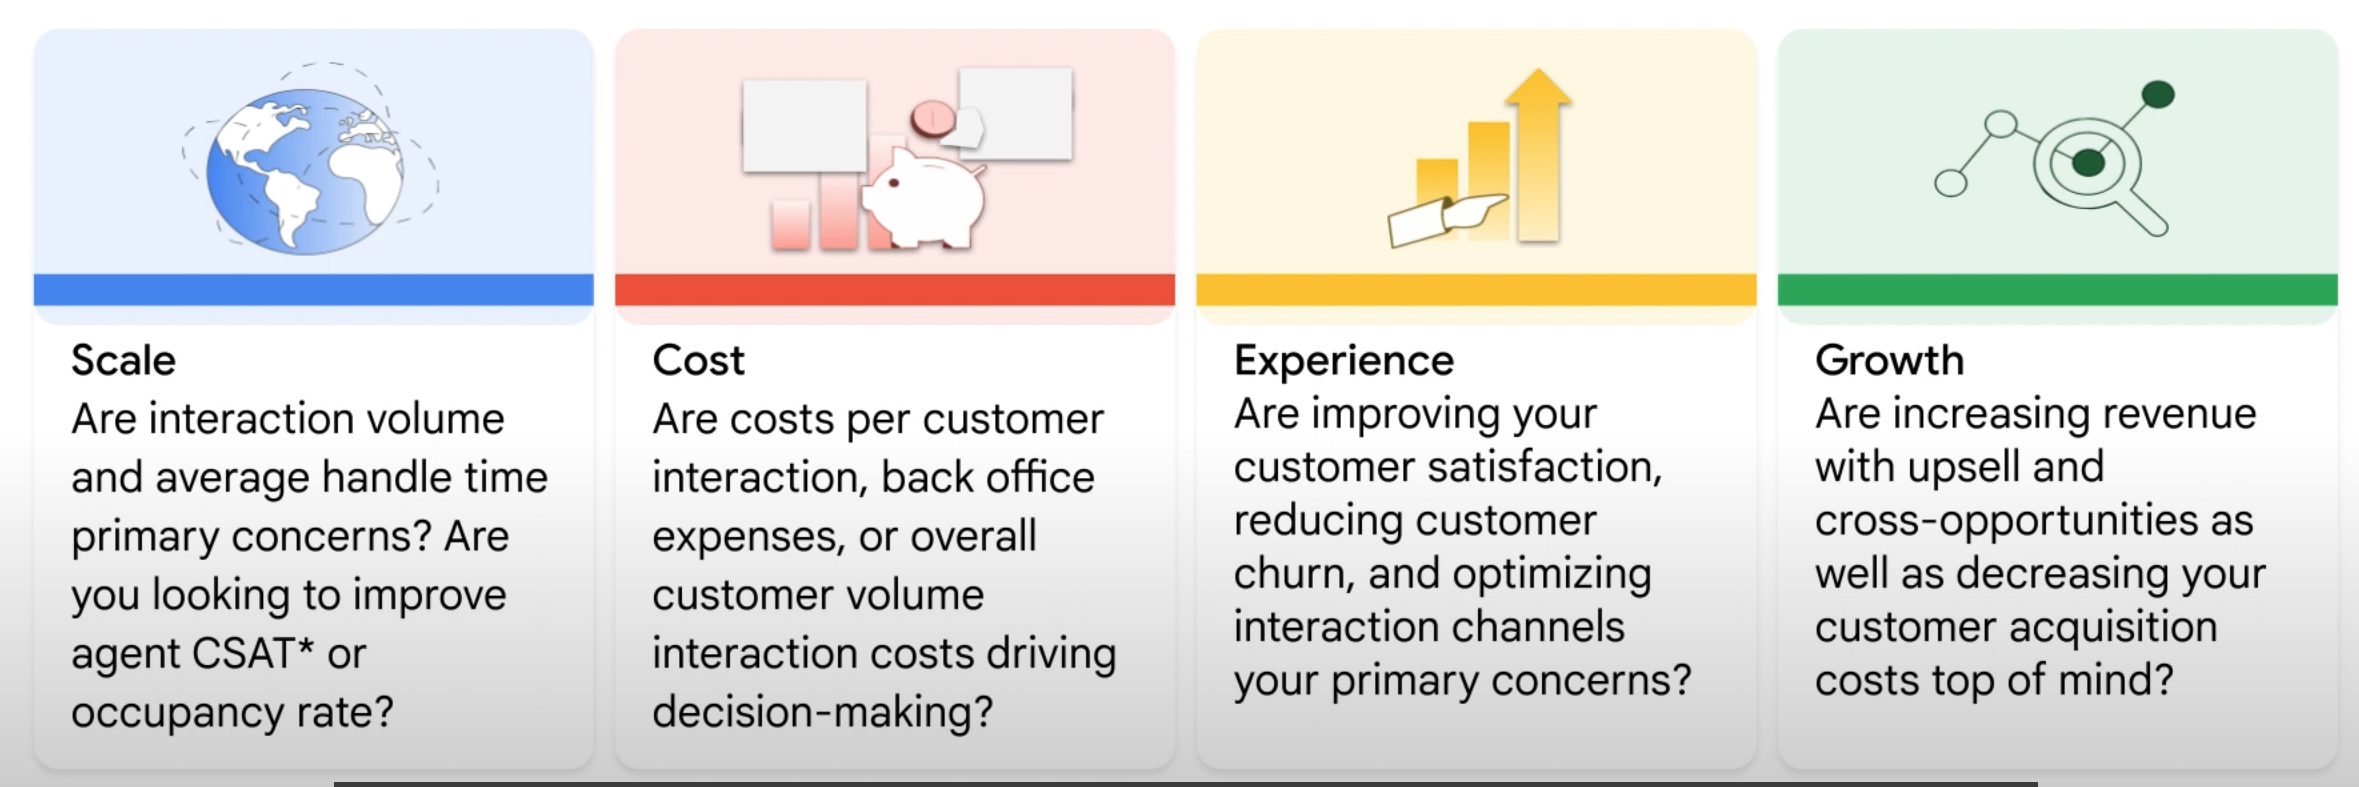 Scale
Are interaction volume
and average handle time
primary concerns? Are
you looking to improve
agent CSAT* or
occupancy rate?
Cost
Are costs per customer
interaction, back office
expenses, or overall
customer volume
interaction costs driving
decision-making?
Experience
Are improving your
customer satisfaction,
reducing customer
churn, and optimizing
interaction channels
your primary concerns?
Growth
Are increasing revenue
with upsell and
cross-opportunities as
well as decreasing your
customer acquisition
costs top of mind?